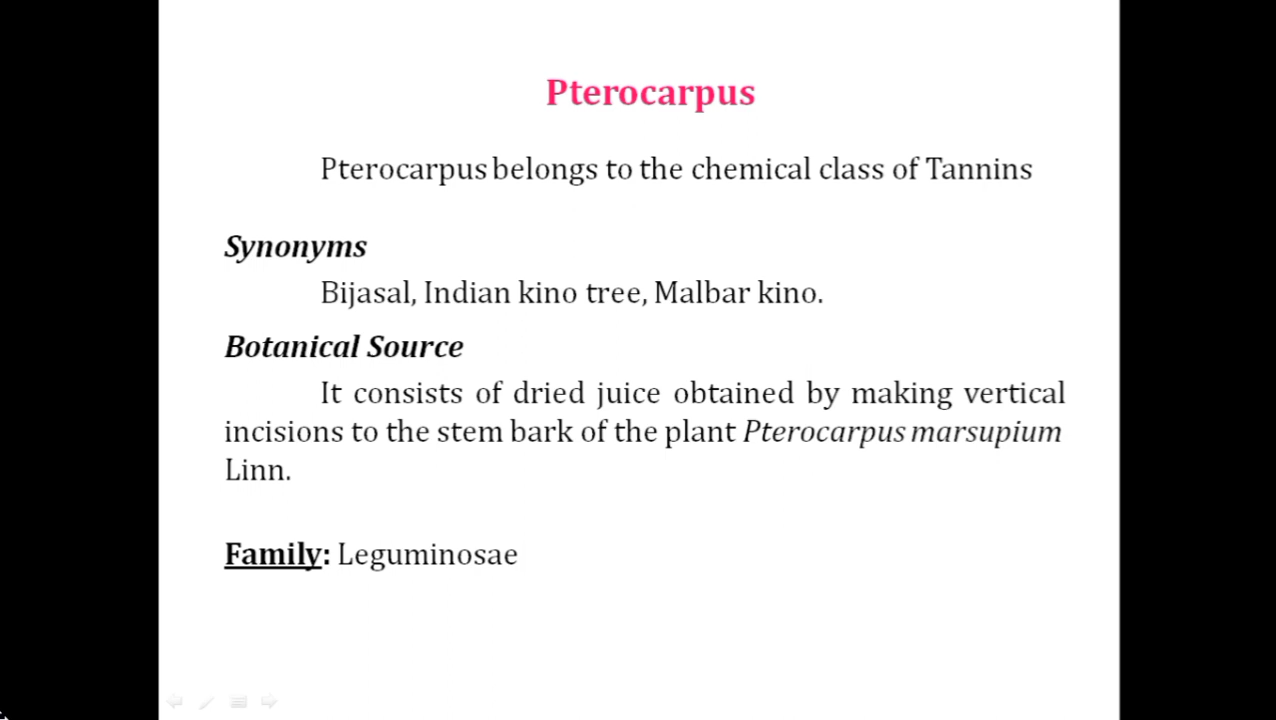 Pterocarpus
Pterocarpus belongs to the chemical class of Tannins
Synonyms
Bijasal, Indian kino tree, Malbar kino.
Botanical Source
It consists of dried juice obtained by making vertical
incisions to the stem bark of the plant Pterocarpus marsupium
Linn.
Family: Leguminosae